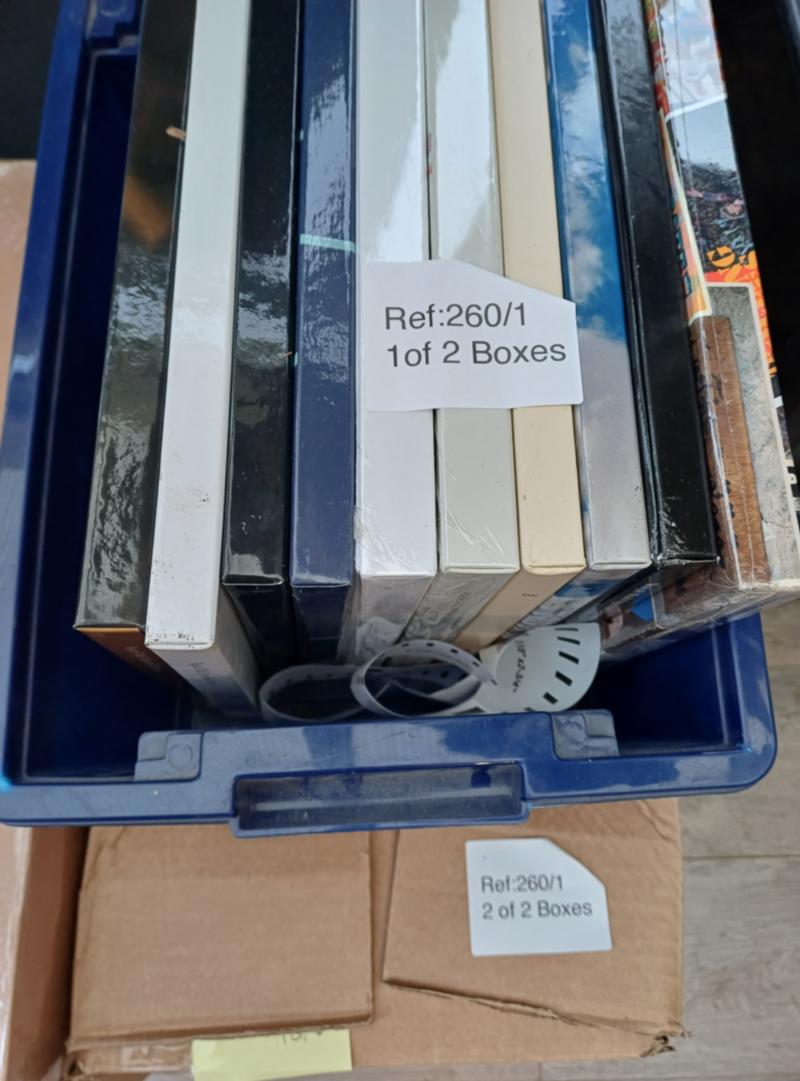 Ref:260/1
1of 2 Boxes
Ref:260/1
2 of 2 Boxes